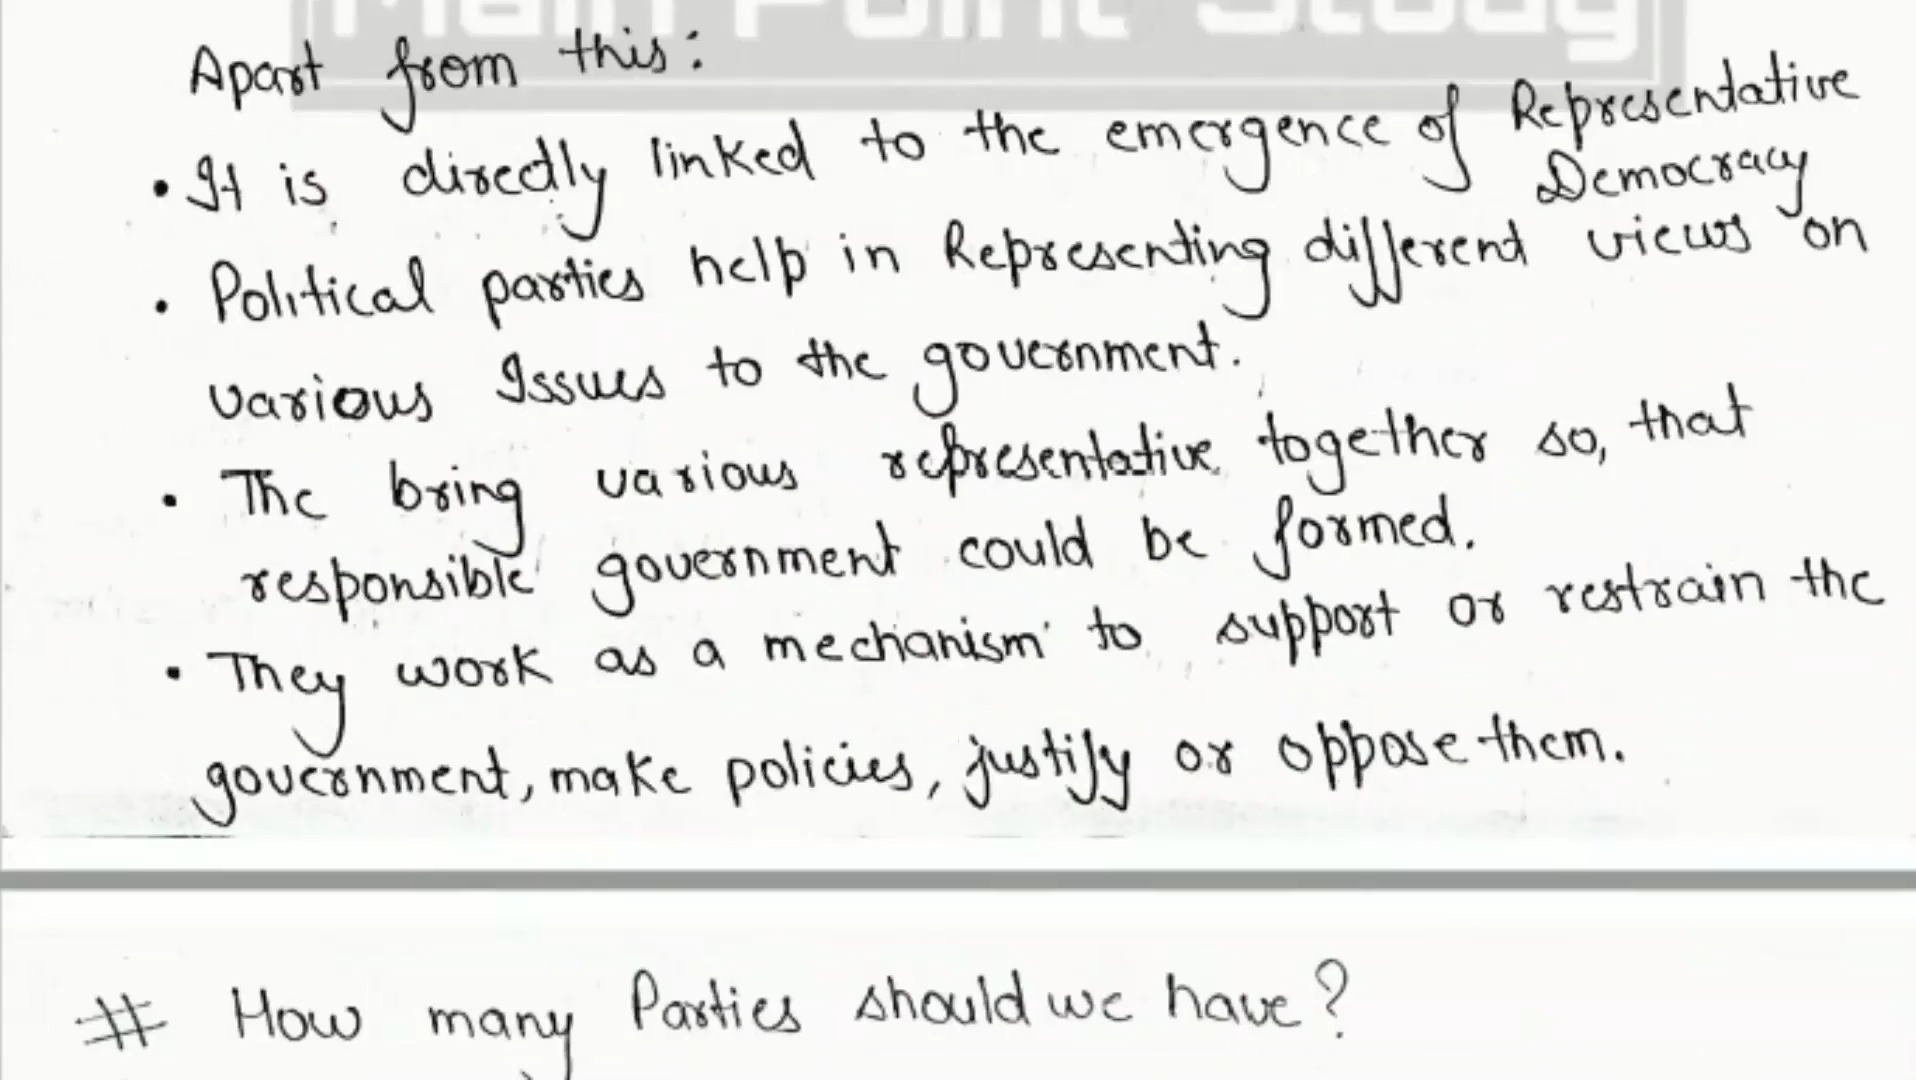 Main Point Study
Apart from this:
• It is directly linked to the emergence of Representative
Democracy
• Political parties help in Representing different views on
various Issues to the government.
• The bring various representative together so, that
responsible government could be formed.
• They work as a mechanism to support or restrain the
government, make policies, justify or oppose them.
# How many Parties should we have?